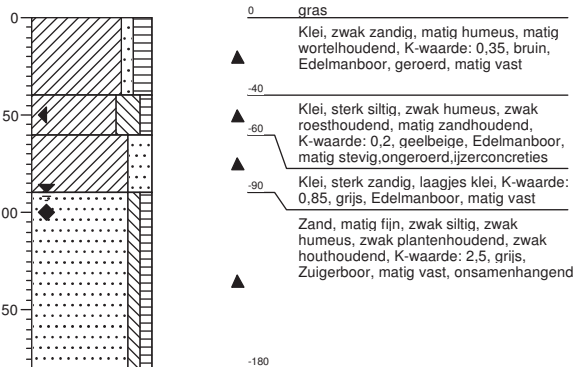 0 gras
0
Klei, zwak zandig, matig humeus, matig
wortelhoudend, K-waarde: 0,35, bruin,
Edelmanboor, geroerd, matig vast
-40
Klei, sterk siltig, zwak humeus, zwak
50
roesthoudend, matig zandhoudend,
-60
K-waarde: 0,2, geelbeige, Edelmanboor,
matig stevig,ongeroerd,ijzerconcreties
-90
Klei, sterk zandig, laagjes klei, K-waarde:
0,85, grijs, Edelmanboor, matig vast
00
Zand, matig fijn, zwak siltig, zwak
humeus, zwak plantenhoudend, zwak
houthoudend, K-waarde: 2,5, grijs,
Zuigerboor, matig vast, onsamenhangend
50
-180